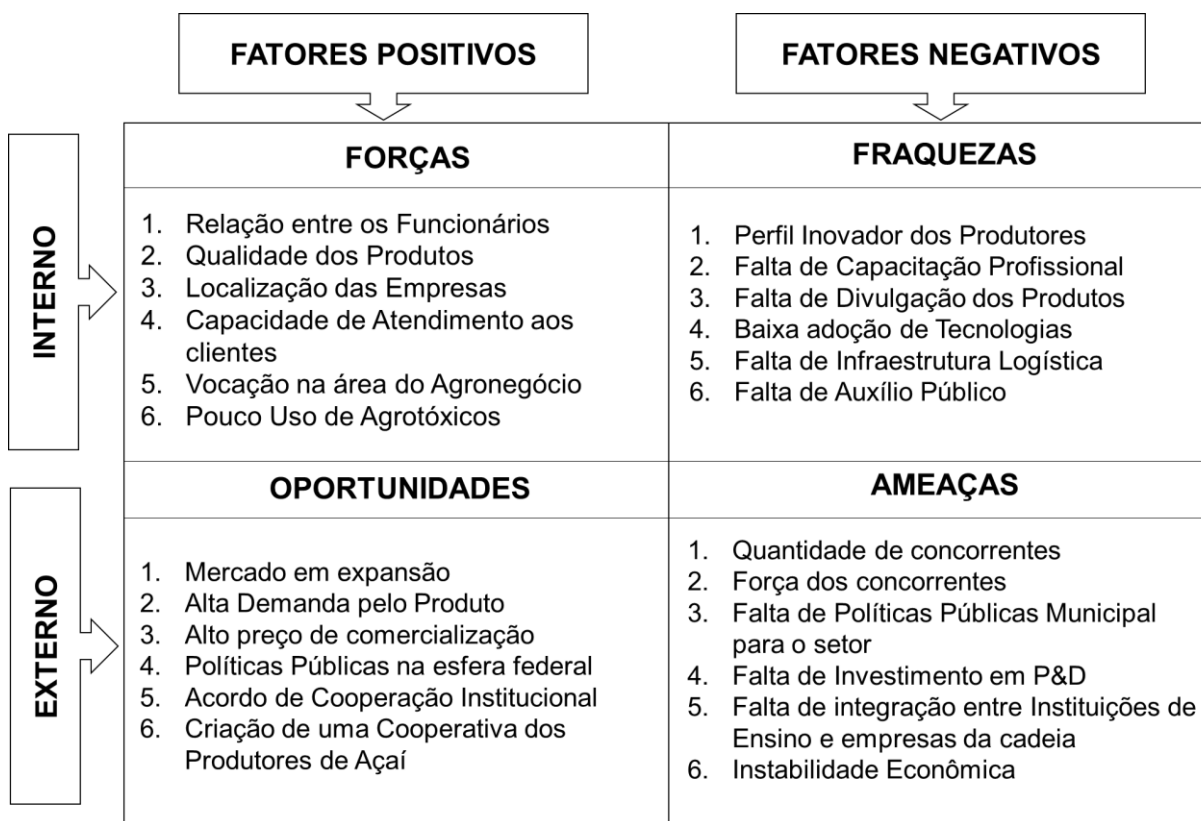 FATORES POSITIVOS
FATORES NEGATIVOS
INTERNO
FORÇAS
1. Relação entre os Funcionários
2. Qualidade dos Produtos
3. Localização das Empresas
4. Capacidade de Atendimento aos
clientes
5. Vocação na área do Agronegócio
6. Pouco Uso de Agrotóxicos
FRAQUEZAS
1. Perfil Inovador dos Produtores
2. Falta de Capacitação Profissional
3. Falta de Divulgação dos Produtos
4. Baixa adoção de Tecnologias
5. Falta de Infraestrutura Logística
6. Falta de Auxílio Público
EXTERNO
OPORTUNIDADES
1. Mercado em expansão
2. Alta Demanda pelo Produto
3. Alto preço de comercialização
4. Políticas Públicas na esfera federal
5. Acordo de Cooperação Institucional
6. Criação de uma Cooperativa dos
Produtores de Açaí
AMEAÇAS
1. Quantidade de concorrentes
2. Força dos concorrentes
3. Falta de Políticas Públicas Municipal
para o setor
4. Falta de Investimento em P&D
5. Falta de integração entre Instituições de
Ensino e empresas da cadeia
6. Instabilidade Econômica